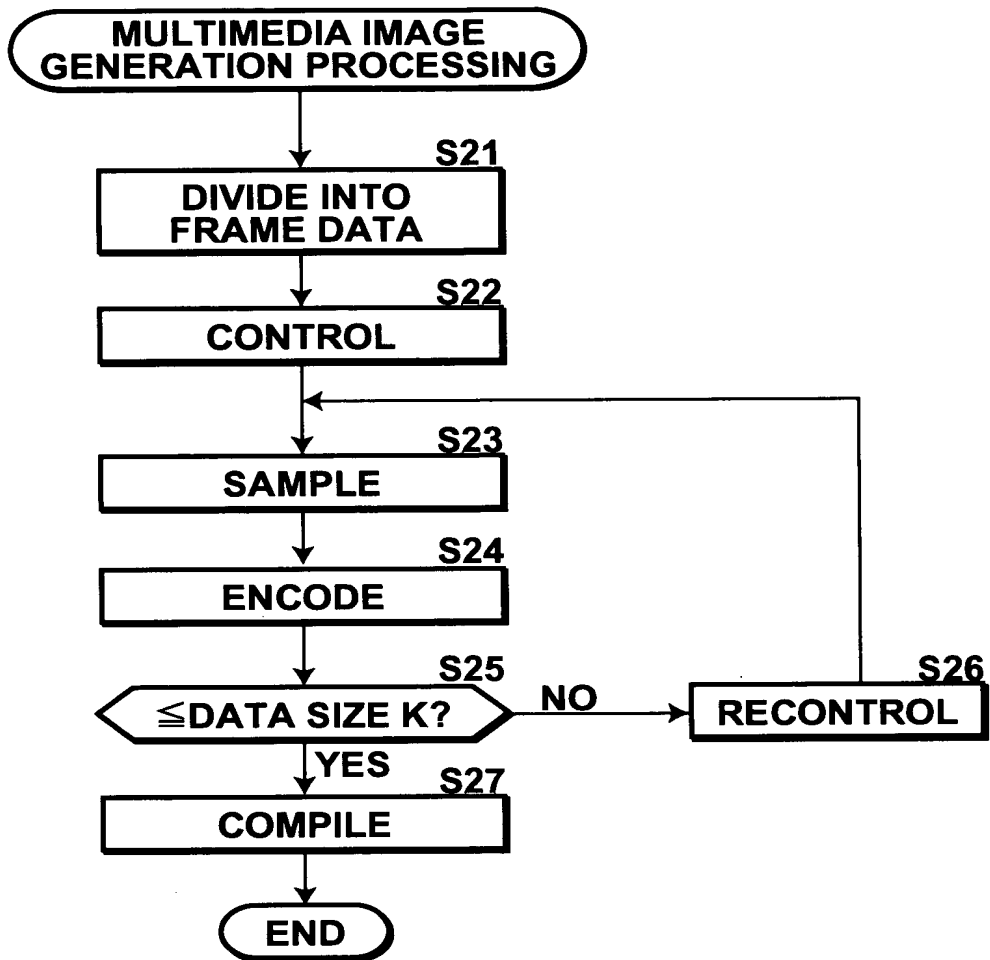 MULTIMEDIA IMAGE
GENERATION PROCESSING
S21
DIVIDE INTO
FRAME DATA
S22
CONTROL
S23
SAMPLE
S24
ENCODE
S25
≦DATA SIZE K?
NO
S26
RECONTROL
YES
S27
COMPILE
END